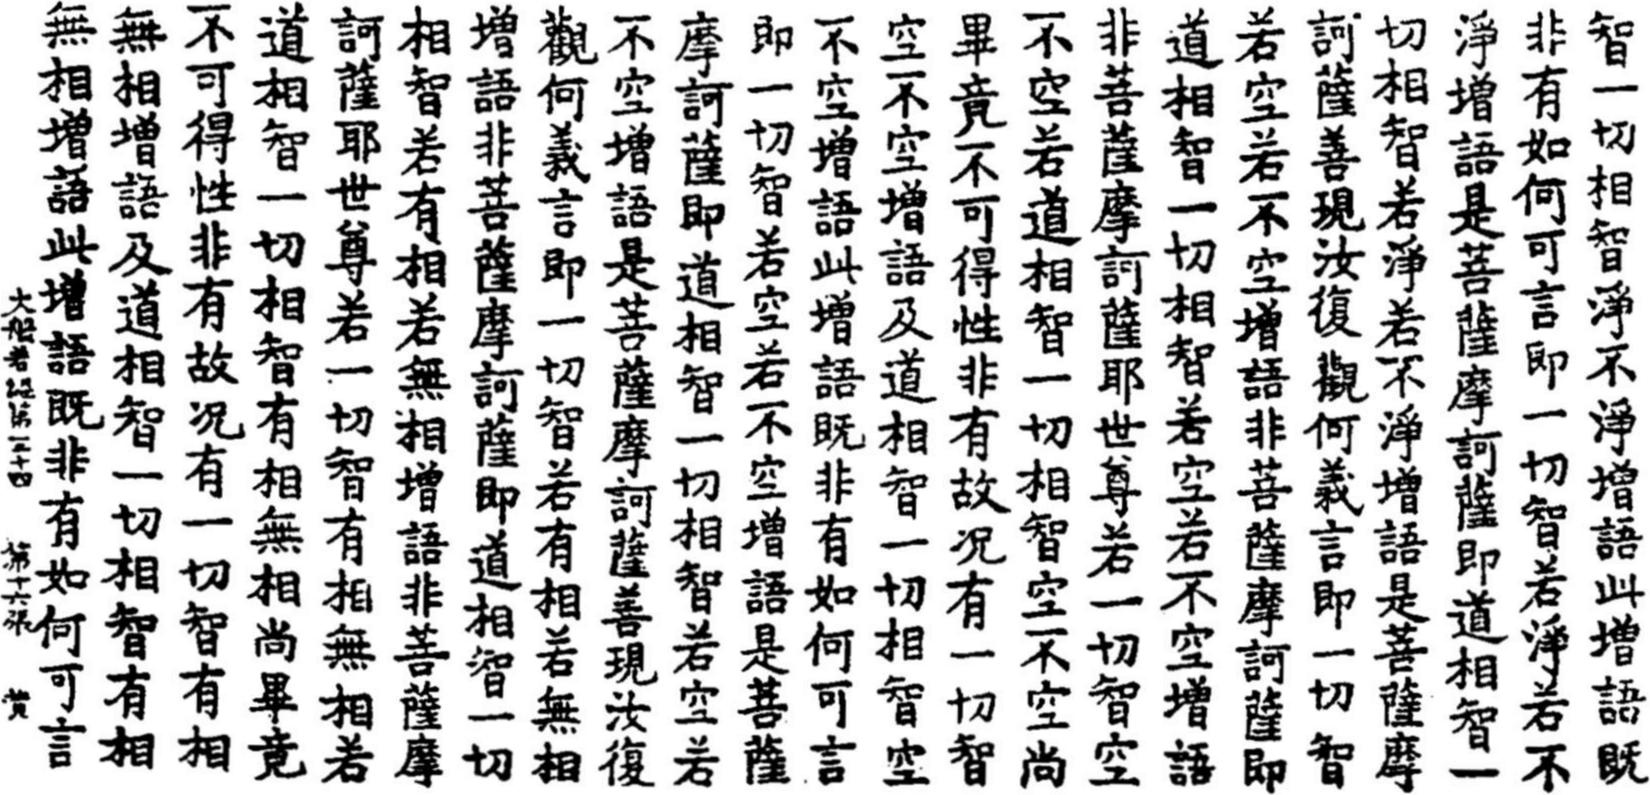 智一切相智淨不淨增語此增語既
非有如何可言即一切智若淨若不
淨增語是菩薩摩訶薩即道相智一
切相智若淨若不淨增語是菩薩摩
訶薩善現汝復觀何義言即一切智
若空若不空增語非菩薩摩訶薩即
道相智一切相智若空若不空增語
非菩薩摩訶薩耶世尊若一切智空
不空若道相智一切相智空不空尚
畢竟不可得性非有故况有一切智
空不空增語及道相智一切相智空
不空增語此增語既非有如何可言
即一切智若空若不空增語是菩薩
摩訶薩即道相智一切相智若空若
不空增語是菩薩摩訶薩善現汝復
觀何義言即一切智若有相若無相
增語非菩薩摩訶薩即道相智一切
相智若有相若無相增語非菩薩摩
訶薩耶世尊若一切智有相無相若
道相智一切相智有相無相尚畢竟
不可得性非有故况有一切智有相
無相增語及道相智一切相智有相
無相增語此增語既非有如何可言
大般若經第三十四 第十六張 黄